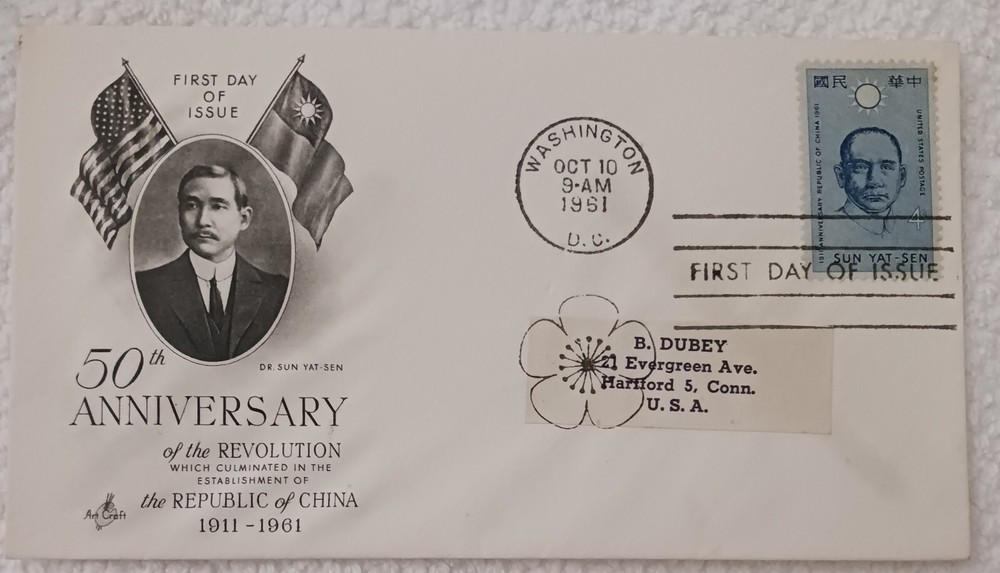 FIRST DAY
OF
ISSUE
DR. SUN YAT-SEN
50th
ANNIVERSARY
of the REVOLUTION
WHICH CULMINATED IN THE
ESTABLISHMENT OF
the REPUBLIC of CHINA
1911 - 1961
Art Craft
WASHINGTON
OCT 10
9-AM
1961
D.C.
國民 華中
ANNIVERSARY REPUBLIC OF CHINA 1961
UNITED STATES POSTAGE
4¢
SUN YAT-SEN
FIRST DAY OF ISSUE
B. DUBEY
21 Evergreen Ave.
Hartford 5, Conn.
U. S. A.